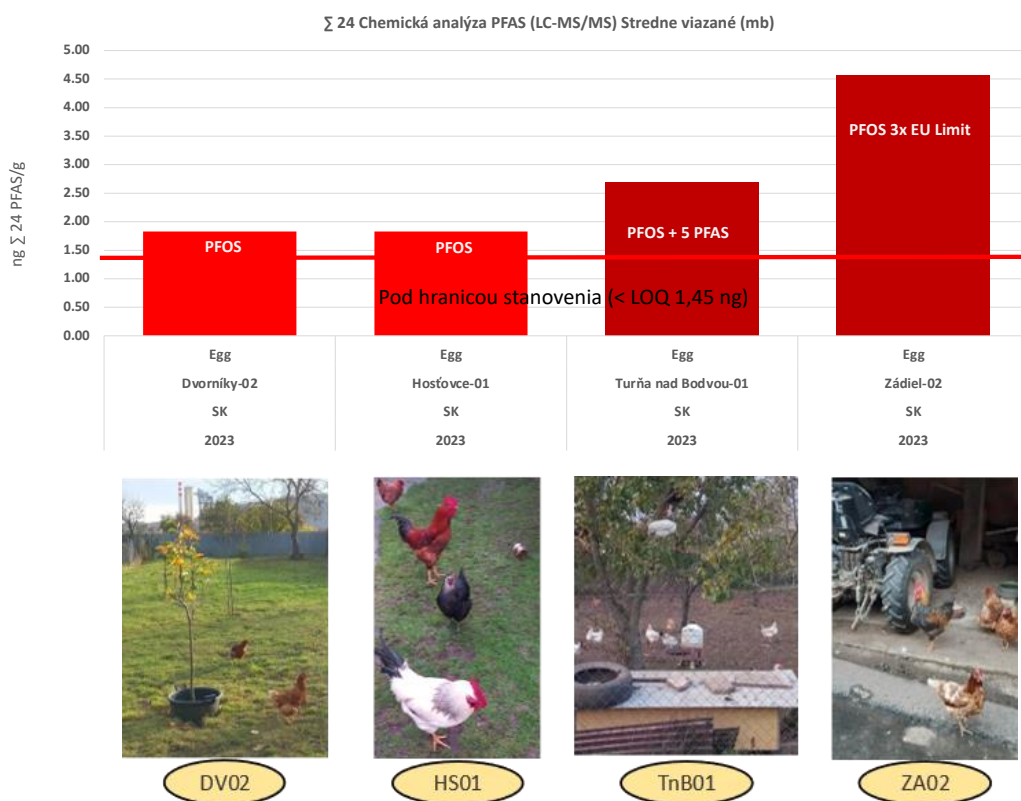 ∑ 24 Chemická analýza PFAS (LC-MS/MS) Stredne viazané (mb)
ng ∑ 24 PFAS/g
5.00
4.50
4.00
3.50
3.00
2.50
2.00
1.50
1.00
0.50
0.00
PFOS
PFOS
PFOS + 5 PFAS
PFOS 3x EU Limit
Pod hranicou stanovenia (< LOQ 1,45 ng)
Egg
Dvorníky-02
SK
2023
Egg
Hosťovce-01
SK
2023
Egg
Turňa nad Bodvou-01
SK
2023
Egg
Zádiel-02
SK
2023
DV02
HS01
TnB01
ZA02